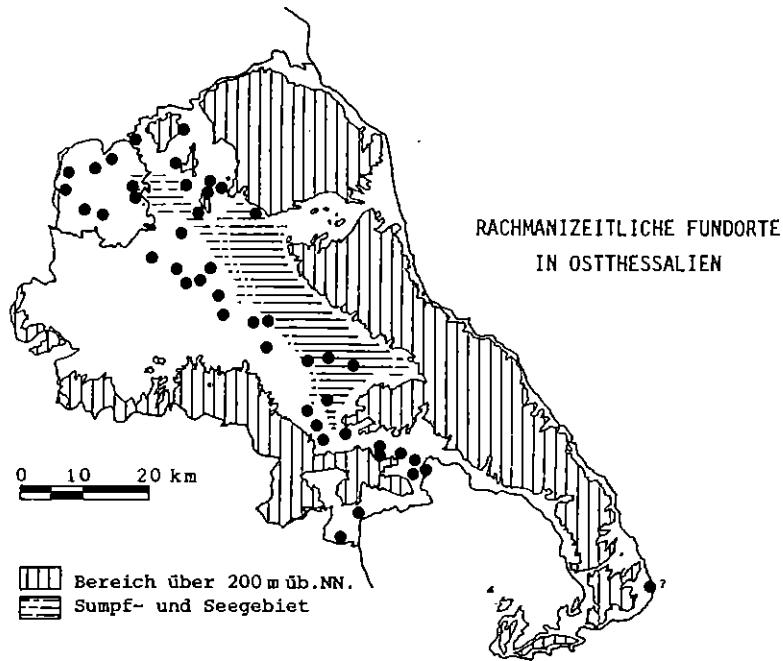 RACHMANIZEITLICHE FUNDORTE
IN OSTTHESSALIEN
0 10 20 km
Bereich über 200 m üb.NN.
Sumpf- und Seegebiet
?